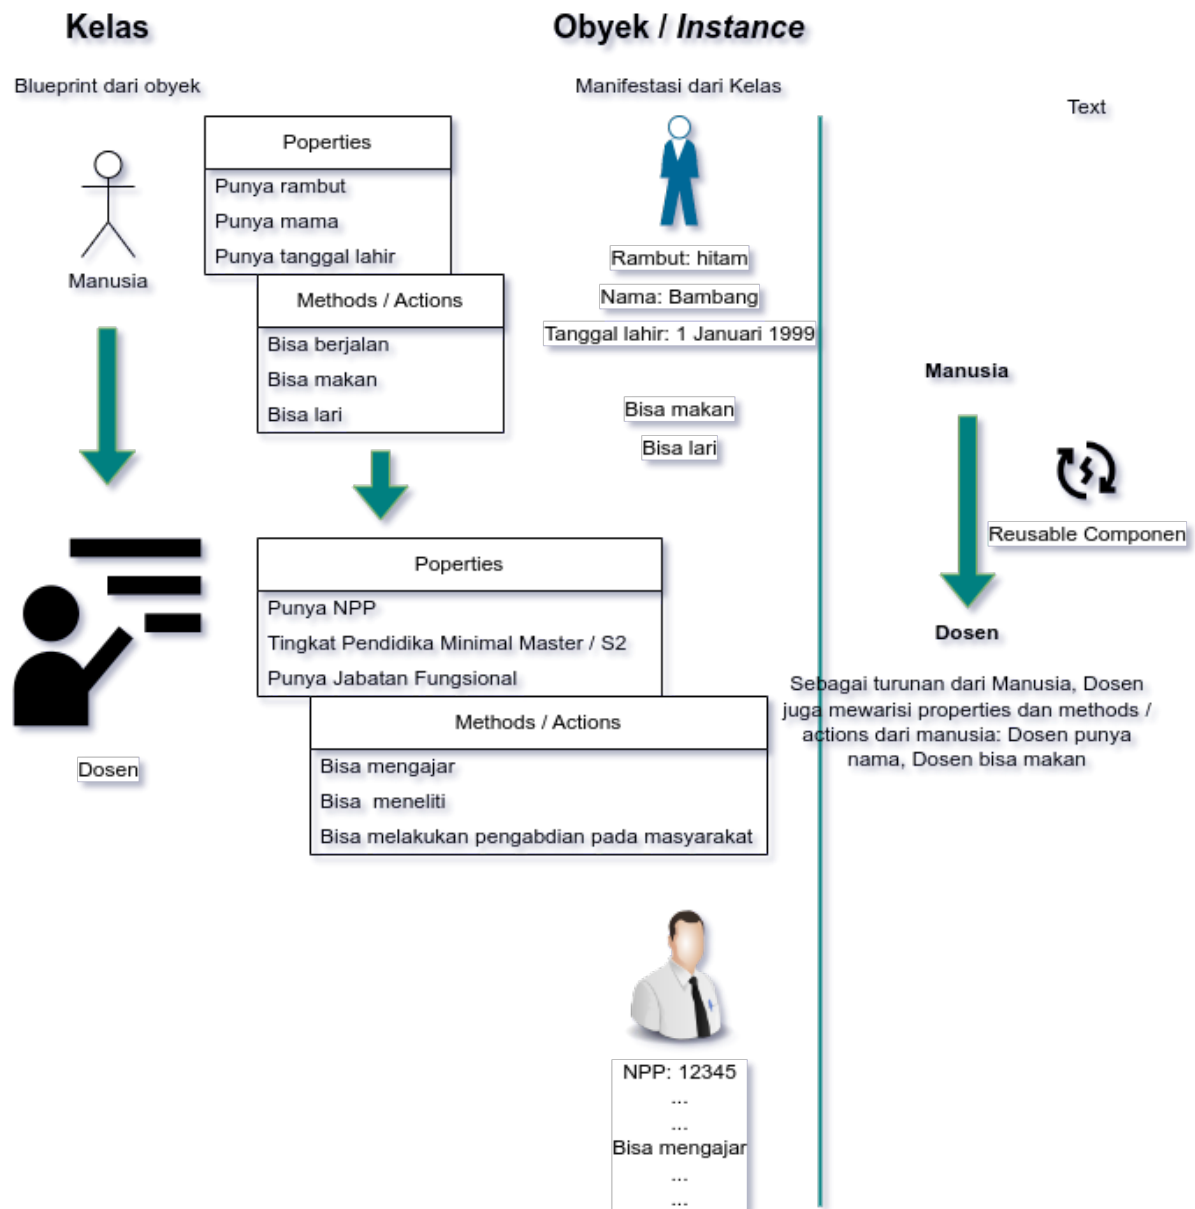 Kelas
Obyek / Instance
Blueprint dari obyek
Manifestasi dari Kelas
Text
Poperties
Punya rambut
Punya mama
Punya tanggal lahir
Manusia
Methods / Actions
Bisa berjalan
Bisa makan
Bisa lari
Rambut: hitam
Nama: Bambang
Tanggal lahir: 1 Januari 1999
Bisa makan
Bisa lari
Manusia
Reusable Componen
Dosen
Sebagai turunan dari Manusia, Dosen
juga mewarisi properties dan methods /
actions dari manusia: Dosen punya
nama, Dosen bisa makan
Poperties
Punya NPP
Tingkat Pendidika Minimal Master / S2
Punya Jabatan Fungsional
Methods / Actions
Bisa mengajar
Bisa  meneliti
Bisa melakukan pengabdian pada masyarakat
Dosen
NPP: 12345
...
...
Bisa mengajar
...
...